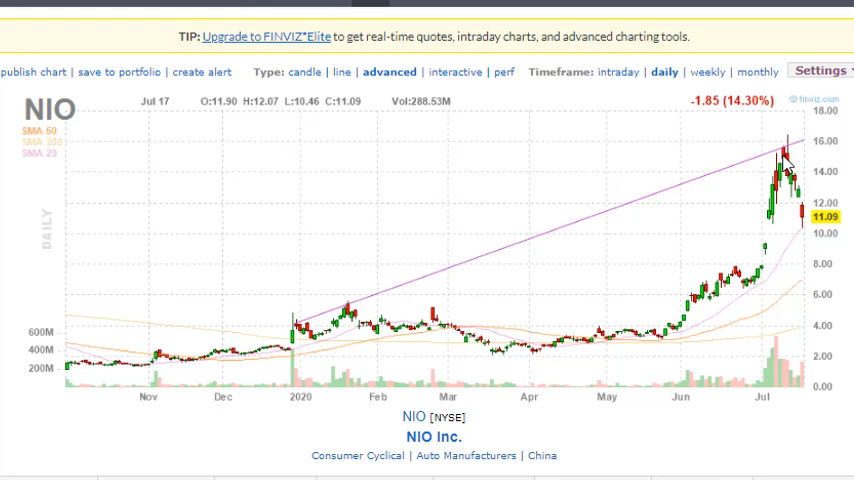 TIP: Upgrade to FINVIZ*Elite to get real-time quotes, intraday charts, and advanced charting tools.
publish chart | save to portfolio | create alert Type: candle | line | advanced | interactive | perf Timeframe: intraday | daily | weekly | monthly Settings
NIO Jul 17 O:11.90 H:12.07 L:10.46 C:11.09 Vol:288.53M -1.85 (14.30%) © finviz.com
SMA 50
SMA 200
SMA 20
DAILY
18.00
16.00
14.00
12.00
11.09
10.00
8.00
6.00
4.00
2.00
0.00
600M
400M
200M
Nov Dec 2020 Feb Mar Apr May Jun Jul
NIO [NYSE]
NIO Inc.
Consumer Cyclical | Auto Manufacturers | China